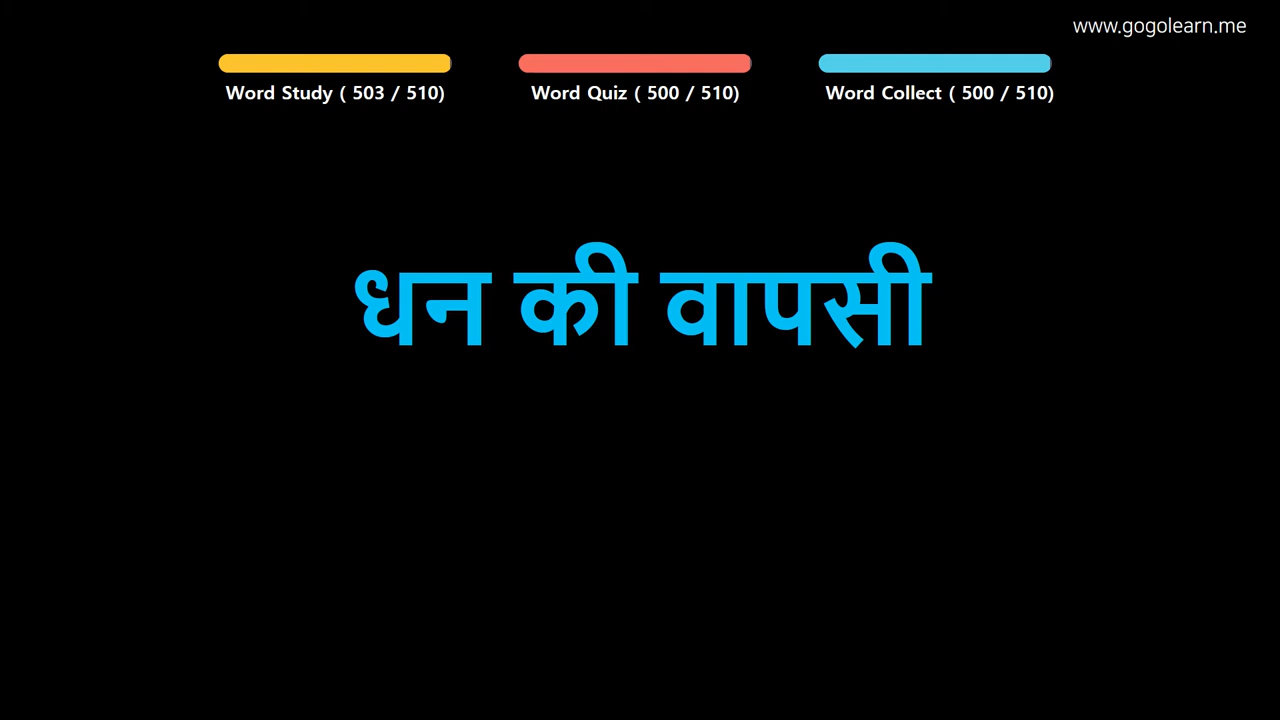 www.gogolearn.me
Word Study ( 503 / 510) Word Quiz ( 500 / 510) Word Collect ( 500 / 510)
धन की वापसी